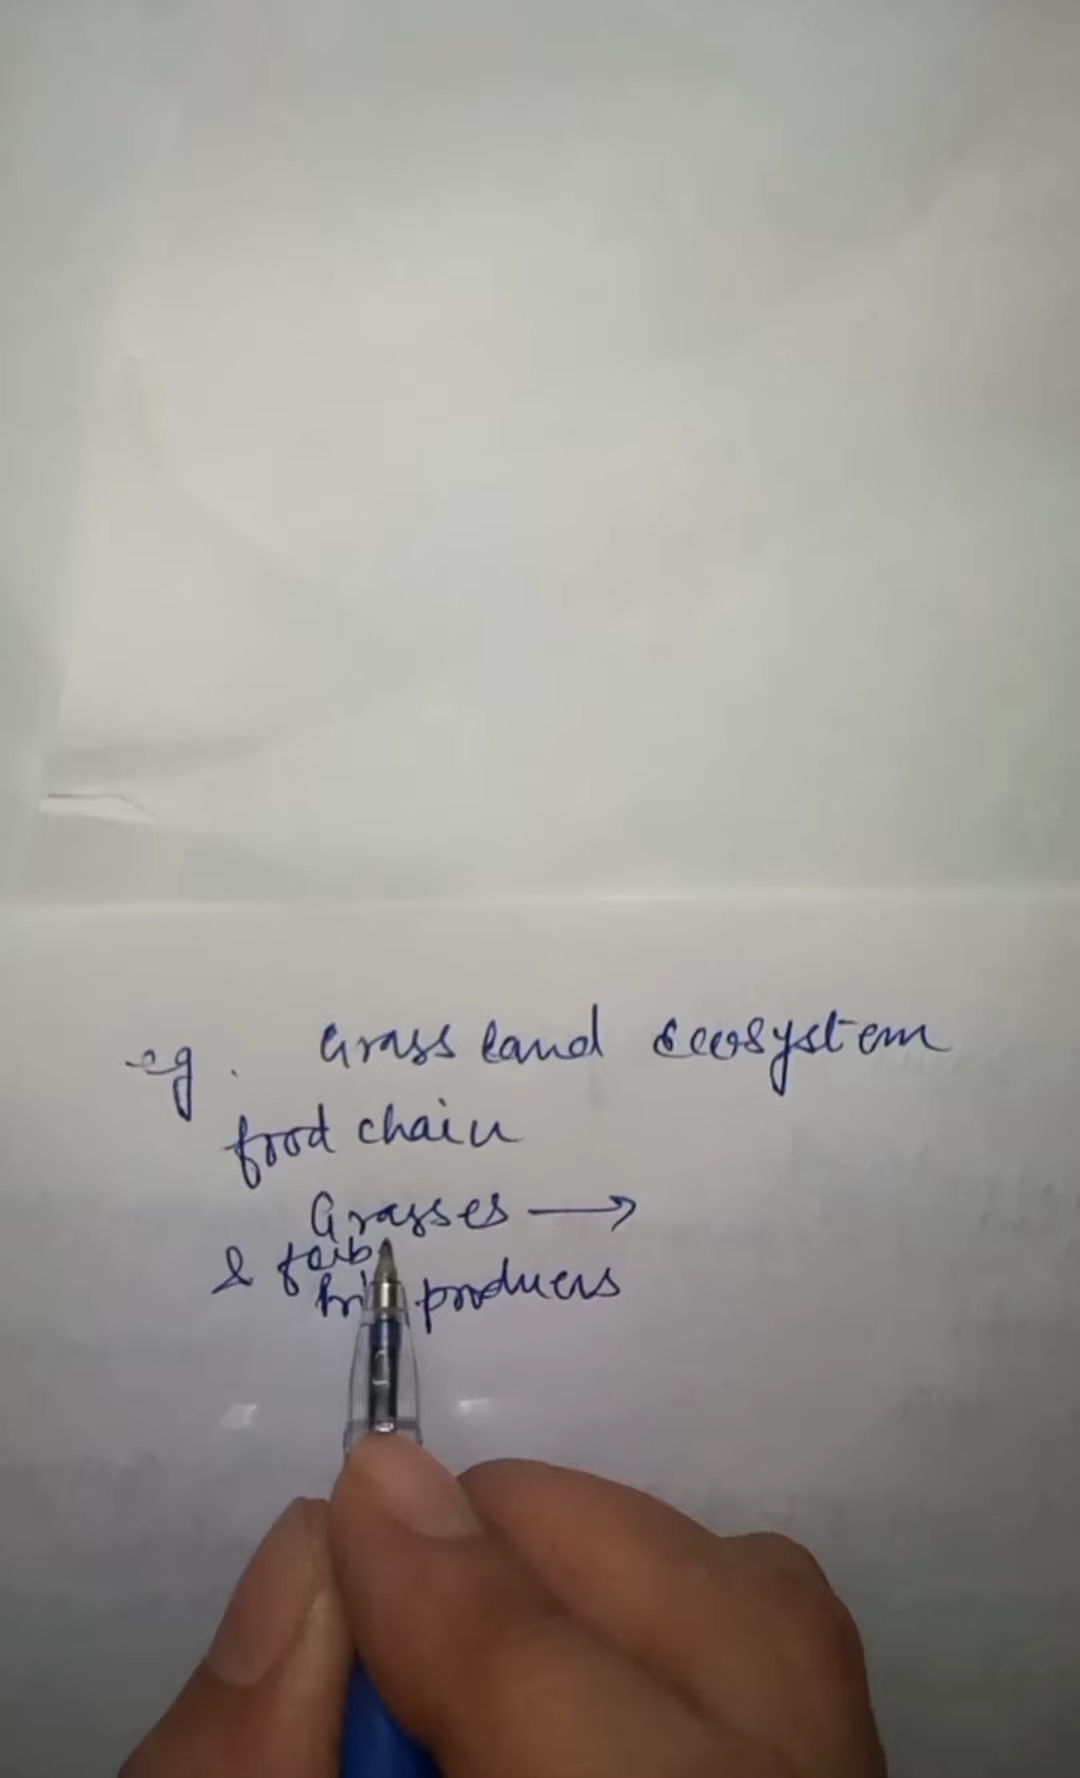 eg. Grass land Ecosystem
food chain
Grasses →
&
producers